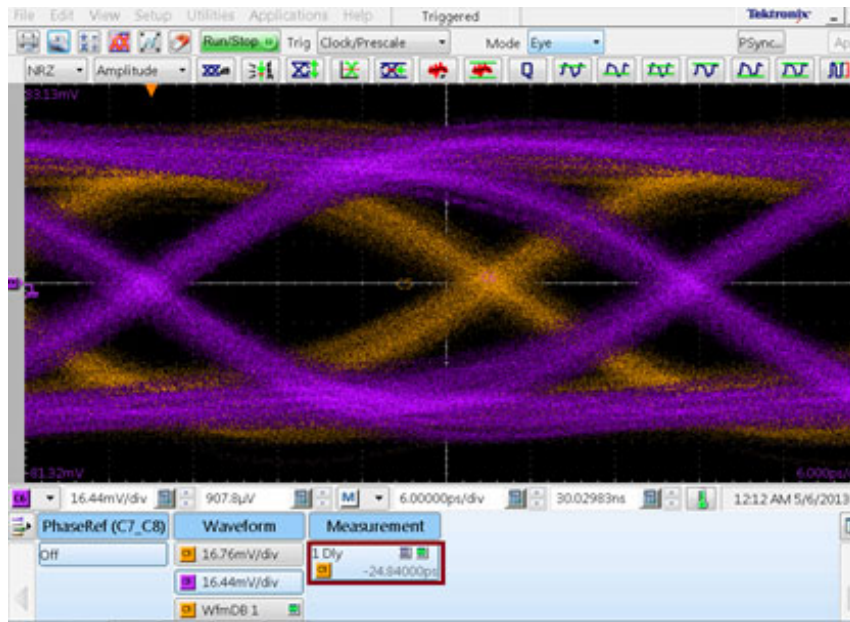 File Edit View Setup Utilities Applications Help Triggered Tektronix
Run/Stop Trig Clock/Prescale Mode Eye PSync...
NRZ Amplitude
83.13mV
C5
-81.32mV 6.000ps/
C6 16.44mV/div 907.8µV M 6.00000ps/div 30.02983ns 12:12 AM 5/6/2013
PhaseRef (C7_C8) Waveform Measurement
Off 16.76mV/div 1 Dly
16.44mV/div -24.84000ps
WfmDB 1